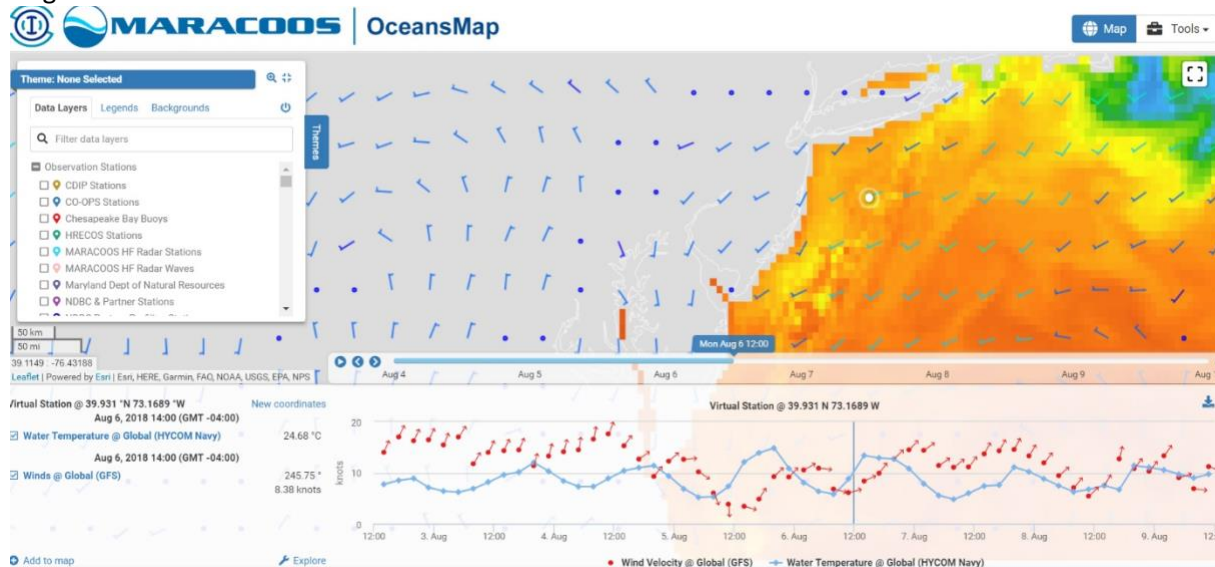 MARACOOS OceansMap
Map Tools
Theme: None Selected
Data Layers Legends Backgrounds
Filter data layers
Themes
Observation Stations
CDIP Stations
CO-OPS Stations
Chesapeake Bay Buoys
HRECOS Stations
MARACOOS HF Radar Stations
MARACOOS HF Radar Waves
Maryland Dept of Natural Resources
NDBC & Partner Stations
50 km
50 mi
39.1149 : -76.43188
Leaflet | Powered by Esri | Esri, HERE, Garmin, FAO, NOAA, USGS, EPA, NPS
Mon Aug 6 12:00
Aug 4 Aug 5 Aug 6 Aug 7 Aug 8 Aug 9
Virtual Station @ 39.931 °N 73.1689 °W New coordinates
Aug 6, 2018 14:00 (GMT -04:00)
Water Temperature @ Global (HYCOM Navy) 24.68 °C
Aug 6, 2018 14:00 (GMT -04:00)
Winds @ Global (GFS) 245.75 °
8.38 knots
Add to map Explore
Virtual Station @ 39.931 N 73.1689 W
knots
20
10
0
12:00 3. Aug 12:00 4. Aug 12:00 5. Aug 12:00 6. Aug 12:00 7. Aug 12:00 8. Aug 12:00 9. Aug
Wind Velocity @ Global (GFS) Water Temperature @ Global (HYCOM Navy)